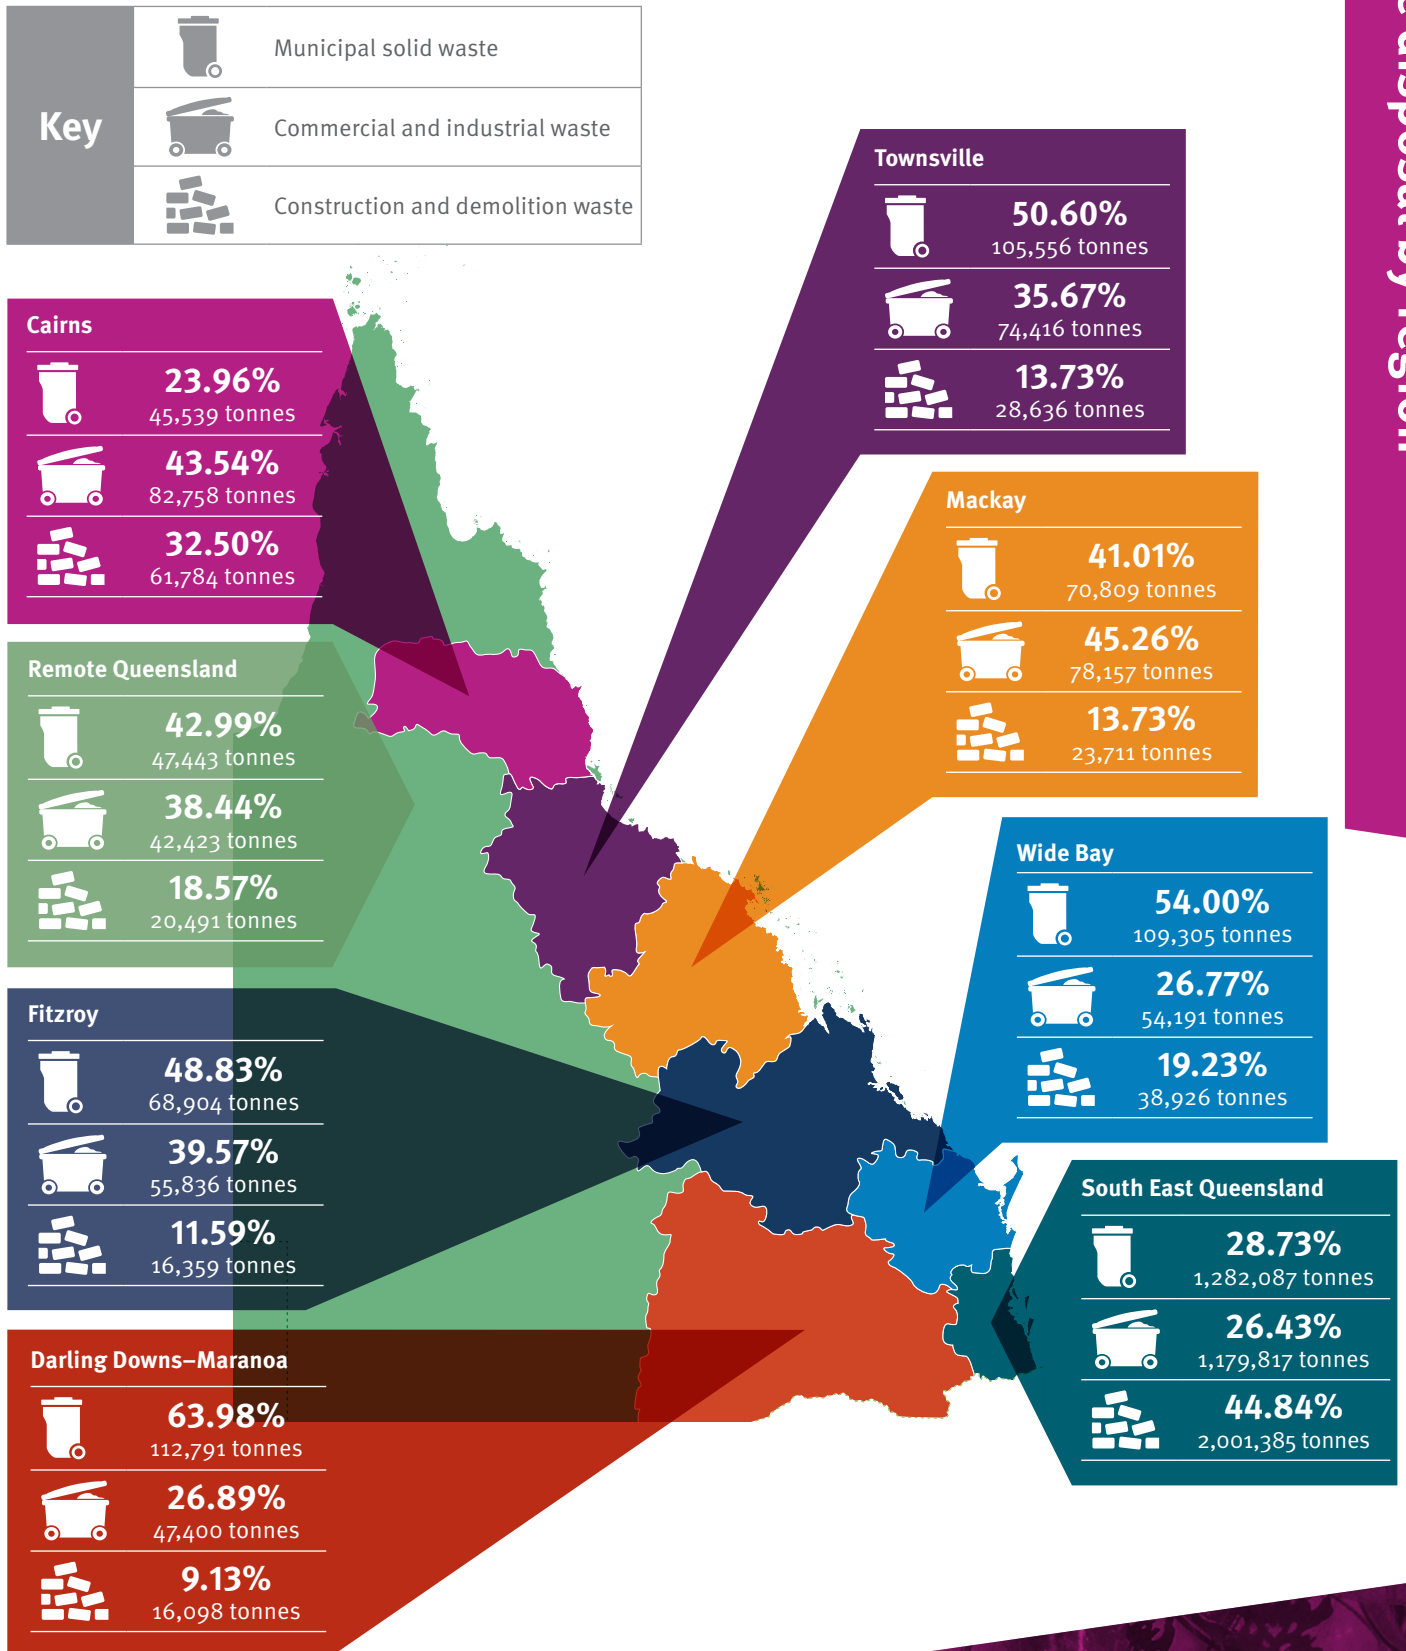 Key
Municipal solid waste
Commercial and industrial waste
Construction and demolition waste
disposal by region
Townsville
50.60%
105,556 tonnes
35.67%
74,416 tonnes
13.73%
28,636 tonnes
Cairns
23.96%
45,539 tonnes
43.54%
82,758 tonnes
32.50%
61,784 tonnes
Mackay
41.01%
70,809 tonnes
45.26%
78,157 tonnes
13.73%
23,711 tonnes
Remote Queensland
42.99%
47,443 tonnes
38.44%
42,423 tonnes
18.57%
20,491 tonnes
Wide Bay
54.00%
109,305 tonnes
26.77%
54,191 tonnes
19.23%
38,926 tonnes
Fitzroy
48.83%
68,904 tonnes
39.57%
55,836 tonnes
11.59%
16,359 tonnes
South East Queensland
28.73%
1,282,087 tonnes
26.43%
1,179,817 tonnes
44.84%
2,001,385 tonnes
Darling Downs–Maranoa
63.98%
112,791 tonnes
26.89%
47,400 tonnes
9.13%
16,098 tonnes